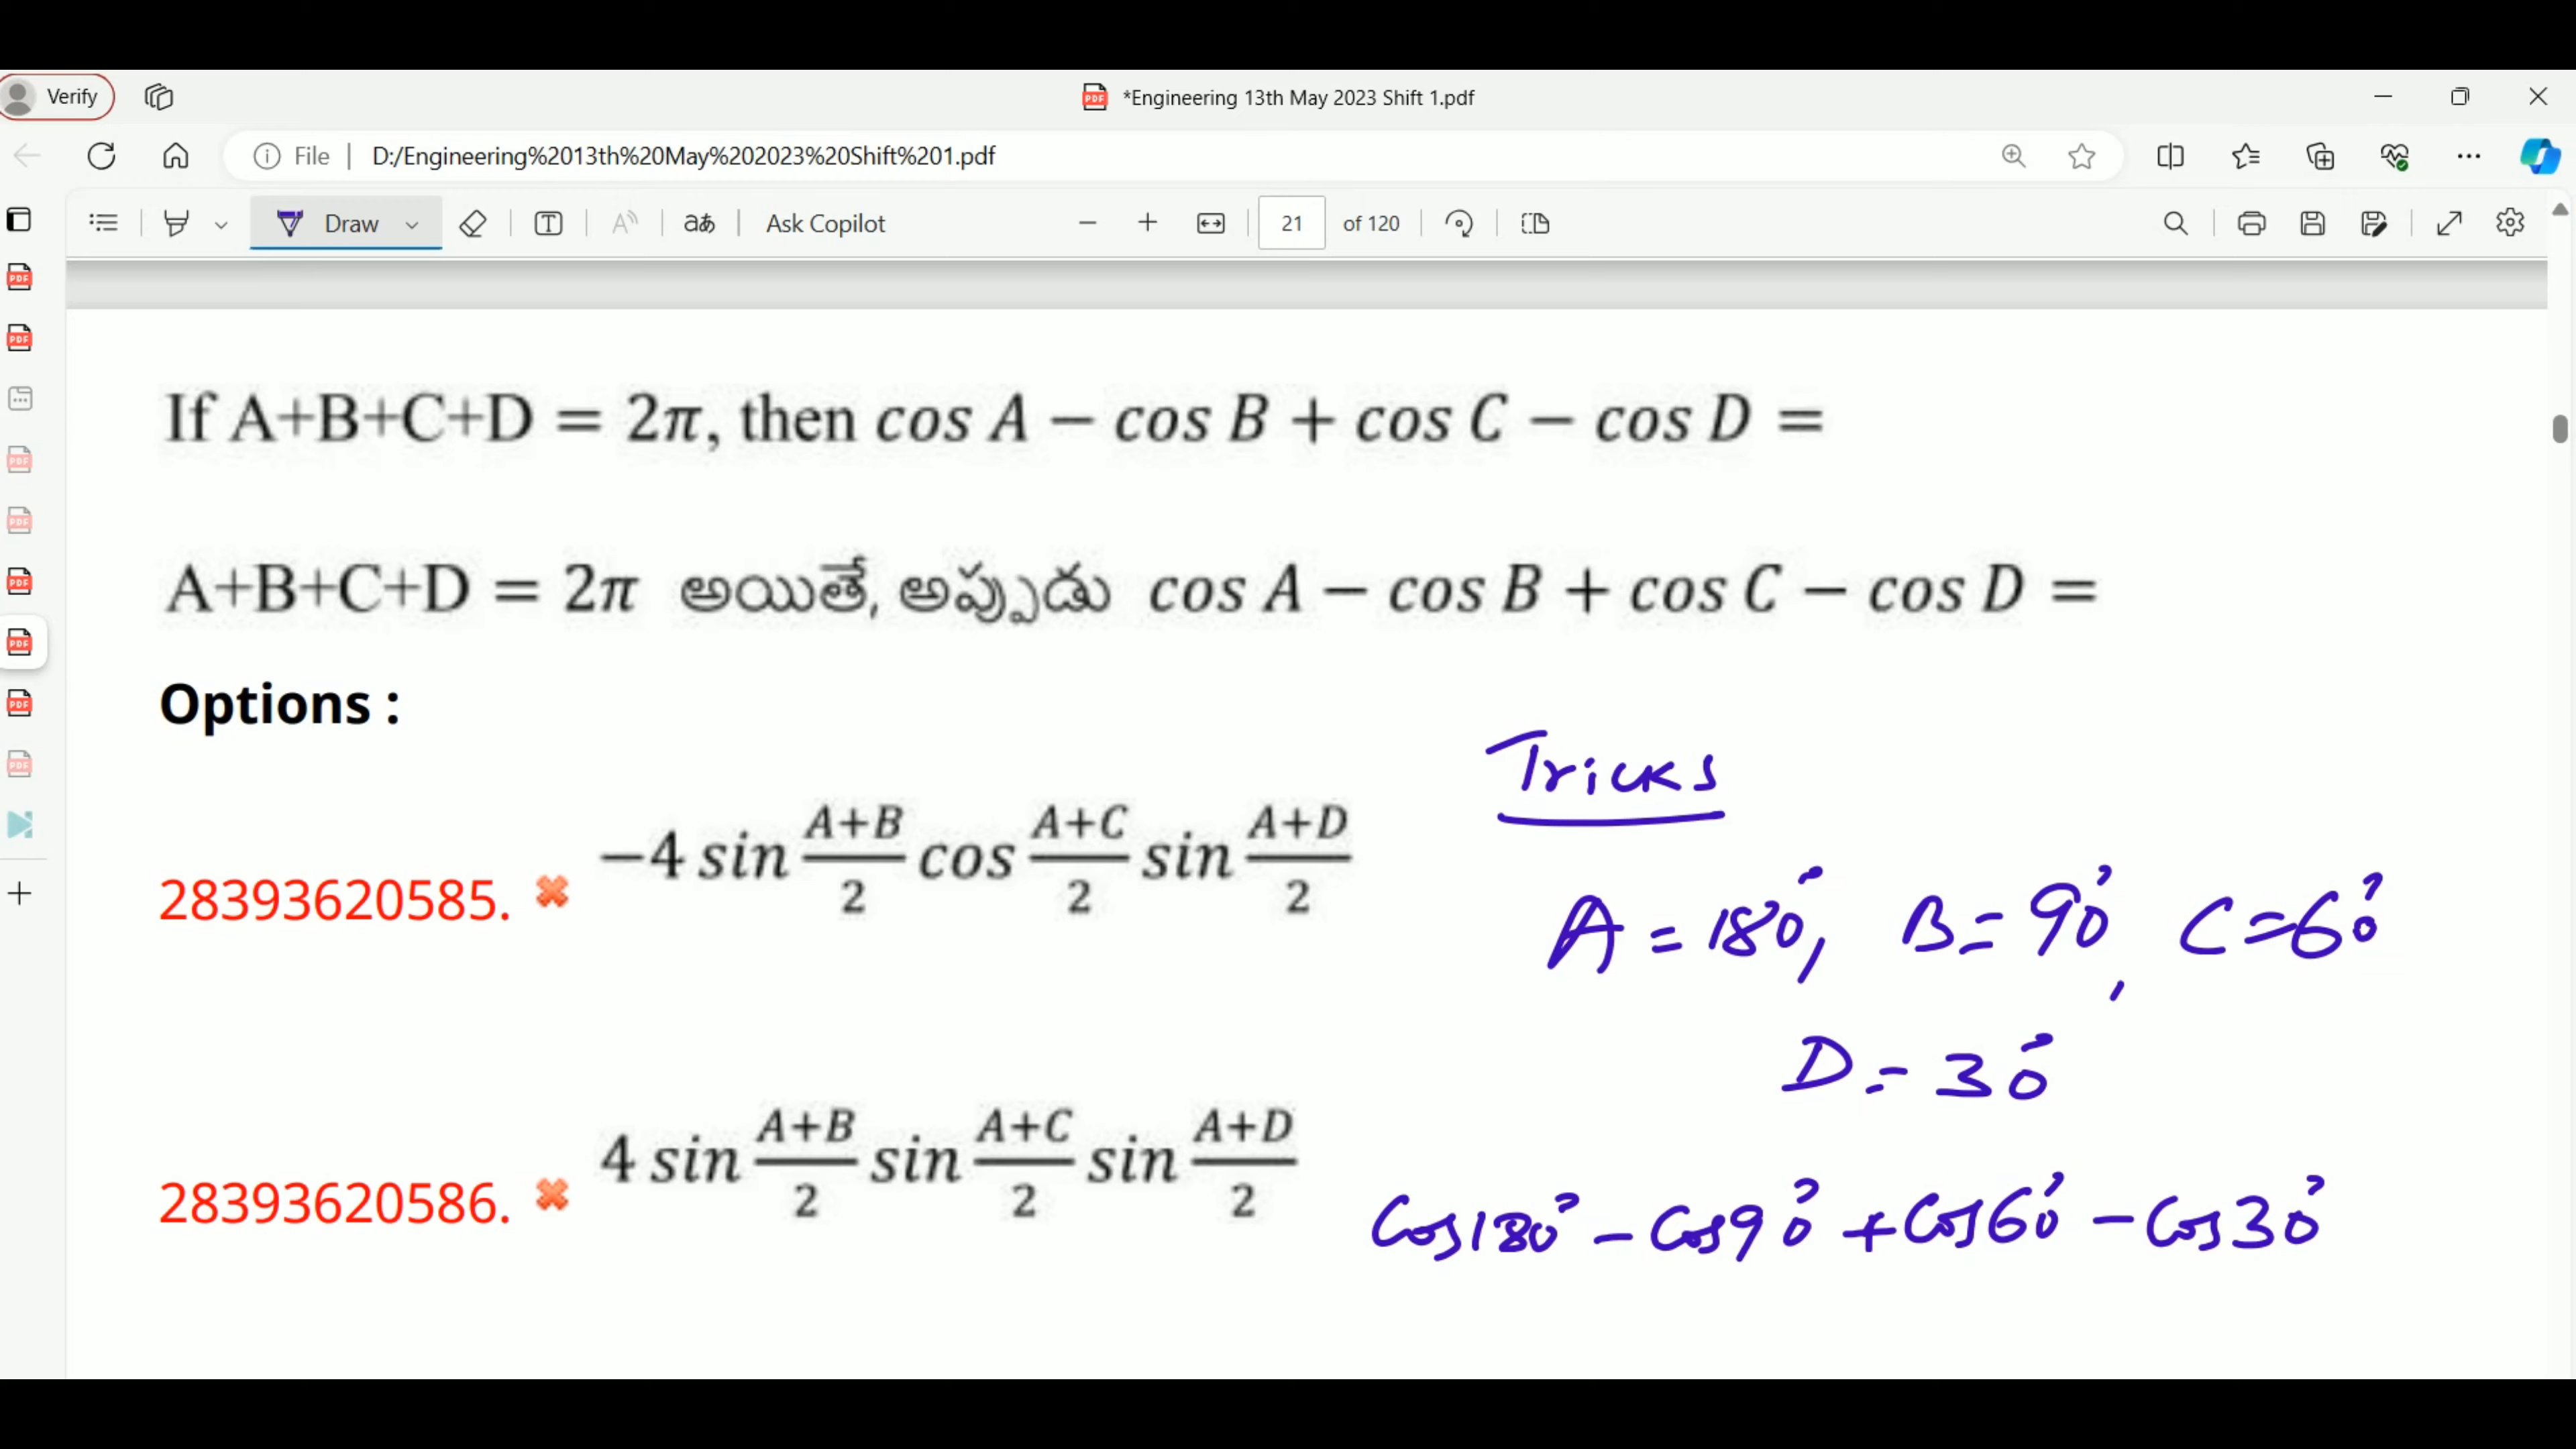 Verify
*Engineering 13th May 2023 Shift 1.pdf
File | D:/Engineering%2013th%20May%202023%20Shift%201.pdf
Draw
aあ
Ask Copilot
21 of 120
If A+B+C+D = 2π, then cos A − cos B + cos C − cos D =
A+B+C+D = 2π అయితే, అప్పుడు cos A − cos B + cos C − cos D =
Options :
28393620585. ✖ −4 sin (A+B)/2 cos (A+C)/2 sin (A+D)/2
28393620586. ✖ 4 sin (A+B)/2 sin (A+C)/2 sin (A+D)/2
Tricks
A = 180°, B = 90°, C = 60°
D = 30°
Cos180° − Cos90° + Cos60° − Cos30°